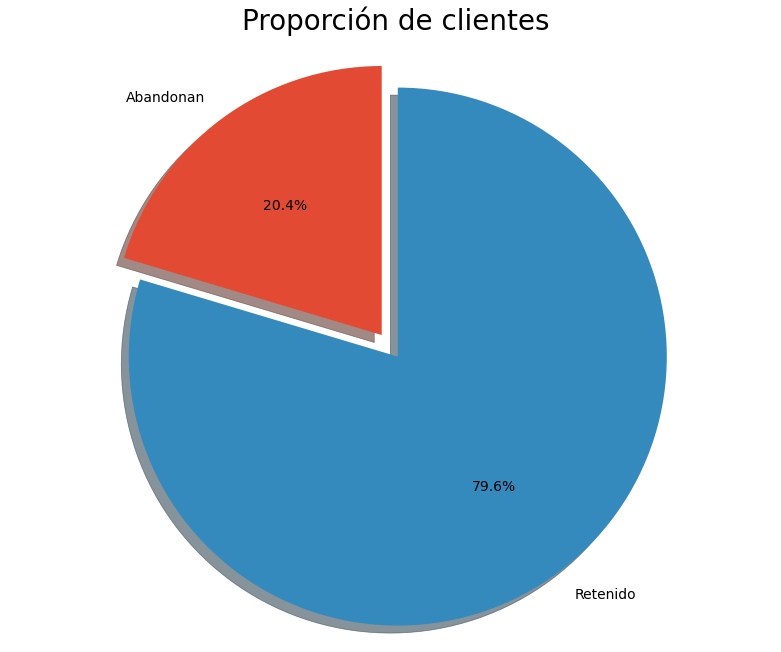 Proporción de clientes
Abandonan
20.4%
79.6%
Retenido